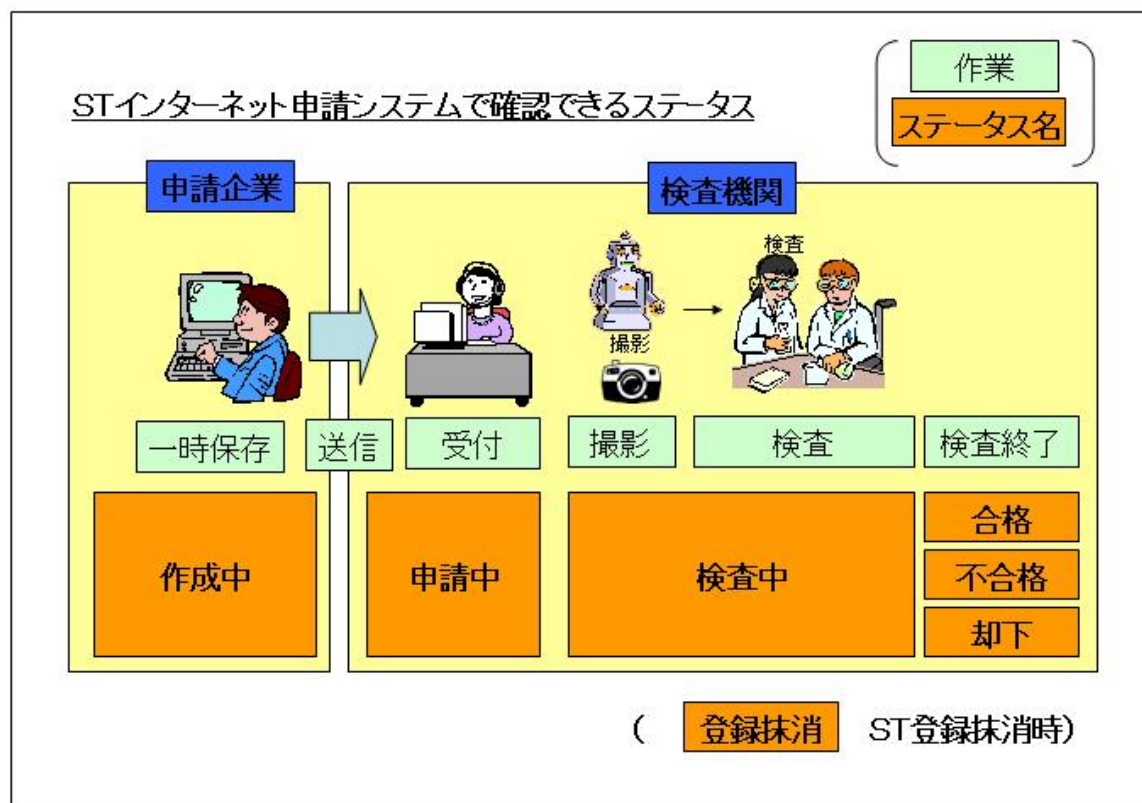 作業
STインターネット申請システムで確認できるステータス
ステータス名
申請企業
検査機関
検査
撮影
一時保存
送信
受付
撮影
検査
検査終了
作成中
申請中
検査中
合格
不合格
却下
( 登録抹消 ST登録抹消時)